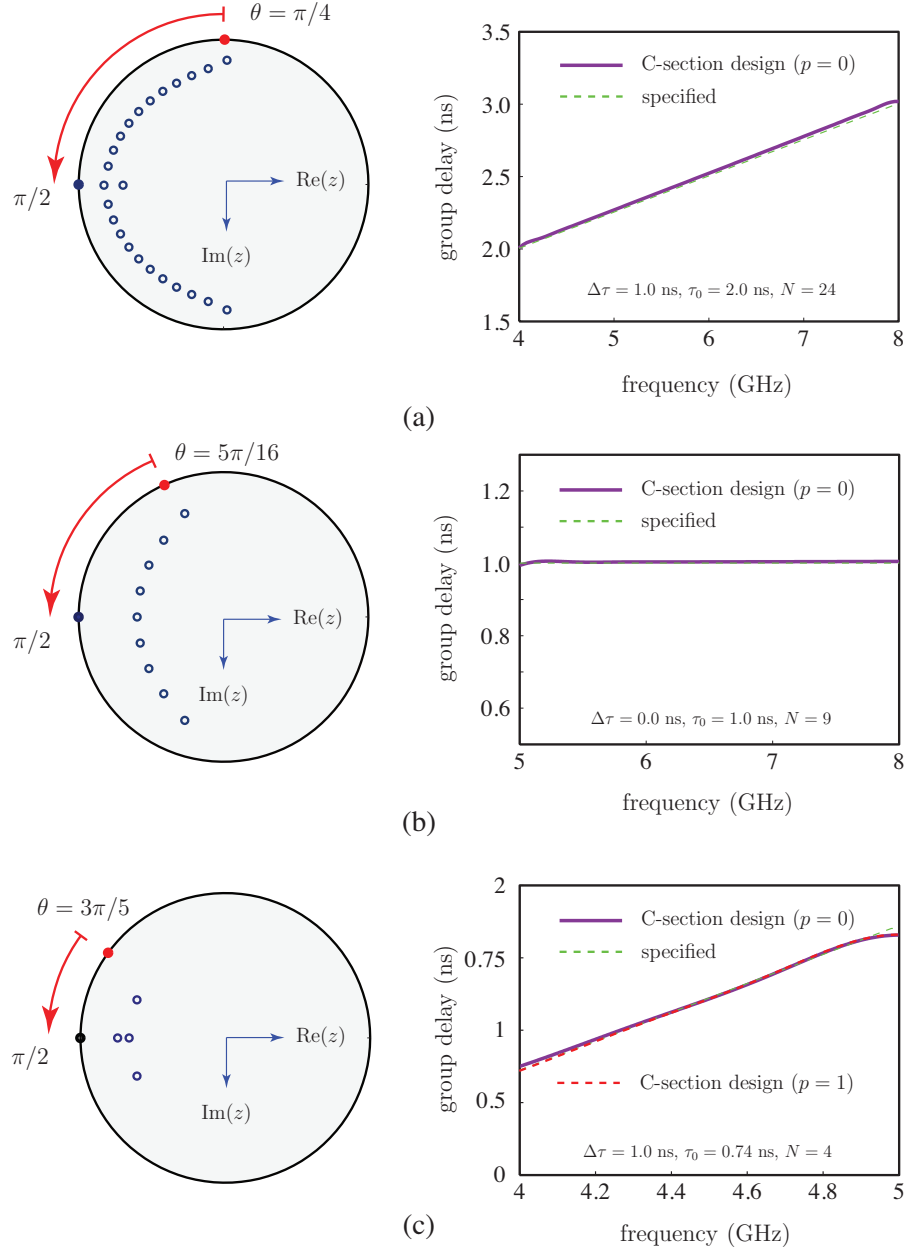 θ = π/4
π/2
Re(z)
Im(z)
3.5
3.0
2.5
2.0
1.5
group delay (ns)
C-section design (p = 0)
specified
Δτ = 1.0 ns, τ₀ = 2.0 ns, N = 24
4
5
6
7
8
frequency (GHz)
(a)
θ = 5π/16
π/2
Re(z)
Im(z)
1.2
1.0
0.8
0.6
group delay (ns)
C-section design (p = 0)
specified
Δτ = 0.0 ns, τ₀ = 1.0 ns, N = 9
5
6
7
8
frequency (GHz)
(b)
θ = 3π/5
π/2
Re(z)
Im(z)
2
0.75
1
0.5
0
group delay (ns)
C-section design (p = 0)
specified
C-section design (p = 1)
Δτ = 1.0 ns, τ₀ = 0.74 ns, N = 4
4
4.2
4.4
4.6
4.8
5
frequency (GHz)
(c)